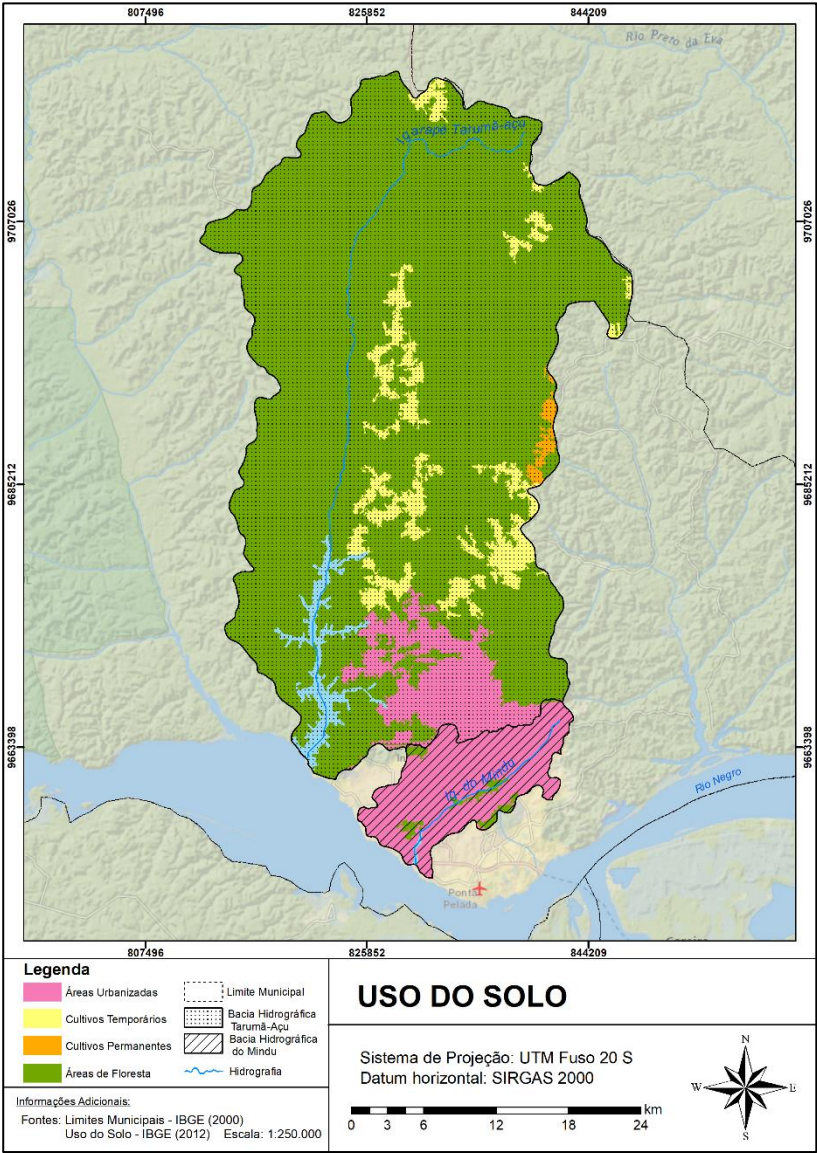 807496 825852 844209
Rio Preto da Eva
Igarapé Tarumã-açu
9707026 9707026
9685212 9685212
9663398 9663398
Ig. do Mindu
Rio Negro
Ponta
Pelada
807496 825852 844209
Legenda
Áreas Urbanizadas
Cultivos Temporários
Cultivos Permanentes
Áreas de Floresta
Limite Municipal
Bacia Hidrográfica
Tarumã-Açu
Bacia Hidrográfica
do Mindu
Hidrografia
Informações Adicionais:
Fontes: Limites Municipais - IBGE (2000)
Uso do Solo - IBGE (2012) Escala: 1:250.000
USO DO SOLO
Sistema de Projeção: UTM Fuso 20 S
Datum horizontal: SIRGAS 2000
km
0 3 6 12 18 24
N
W E
S